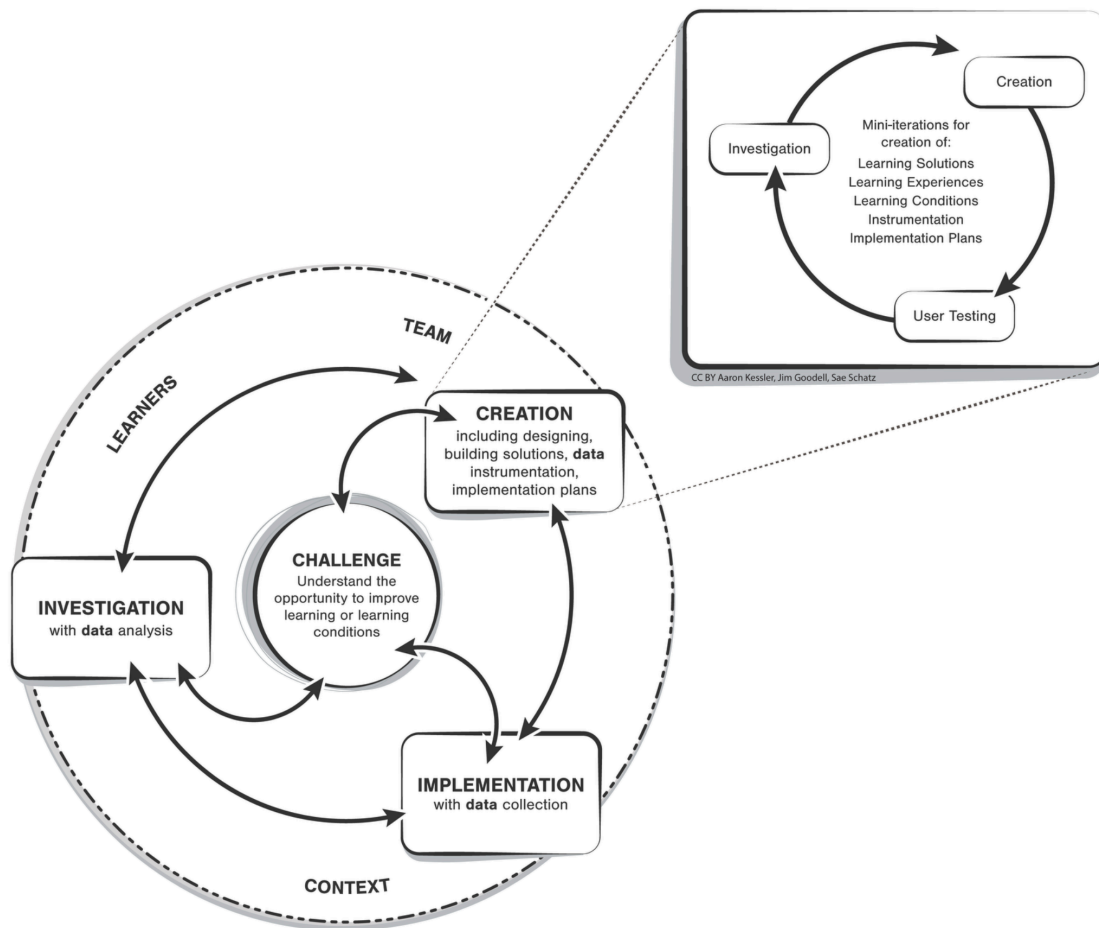 Creation
Investigation
Mini-iterations for
creation of:
Learning Solutions
Learning Experiences
Learning Conditions
Instrumentation
Implementation Plans
User Testing
CC BY Aaron Kessler, Jim Goodell, Sae Schatz
TEAM
LEARNERS
CREATION
including designing,
building solutions, data
instrumentation,
implementation plans
CHALLENGE
Understand the
opportunity to improve
learning or learning
conditions
INVESTIGATION
with data analysis
IMPLEMENTATION
with data collection
CONTEXT